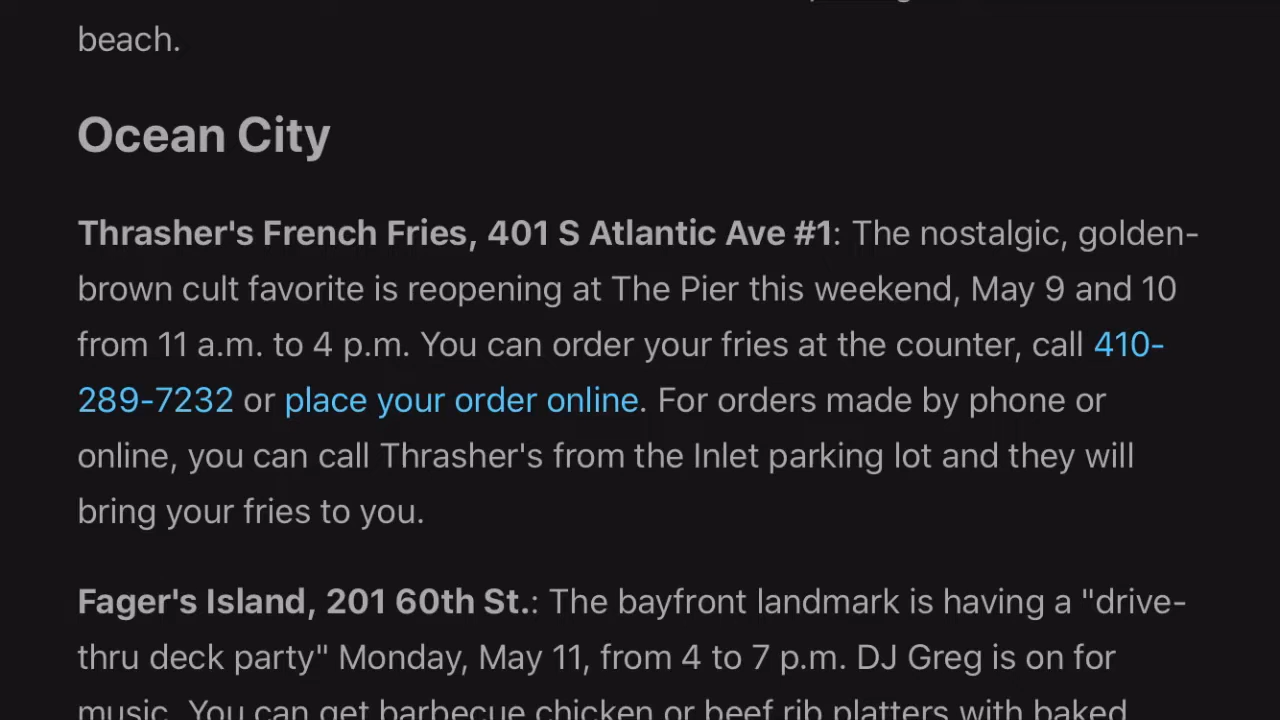 beach.
Ocean City
Thrasher's French Fries, 401 S Atlantic Ave #1: The nostalgic, golden-
brown cult favorite is reopening at The Pier this weekend, May 9 and 10
from 11 a.m. to 4 p.m. You can order your fries at the counter, call 410-
289-7232 or place your order online. For orders made by phone or
online, you can call Thrasher's from the Inlet parking lot and they will
bring your fries to you.
Fager's Island, 201 60th St.: The bayfront landmark is having a "drive-
thru deck party" Monday, May 11, from 4 to 7 p.m. DJ Greg is on for
music. You can get barbecue chicken or beef rib platters with baked